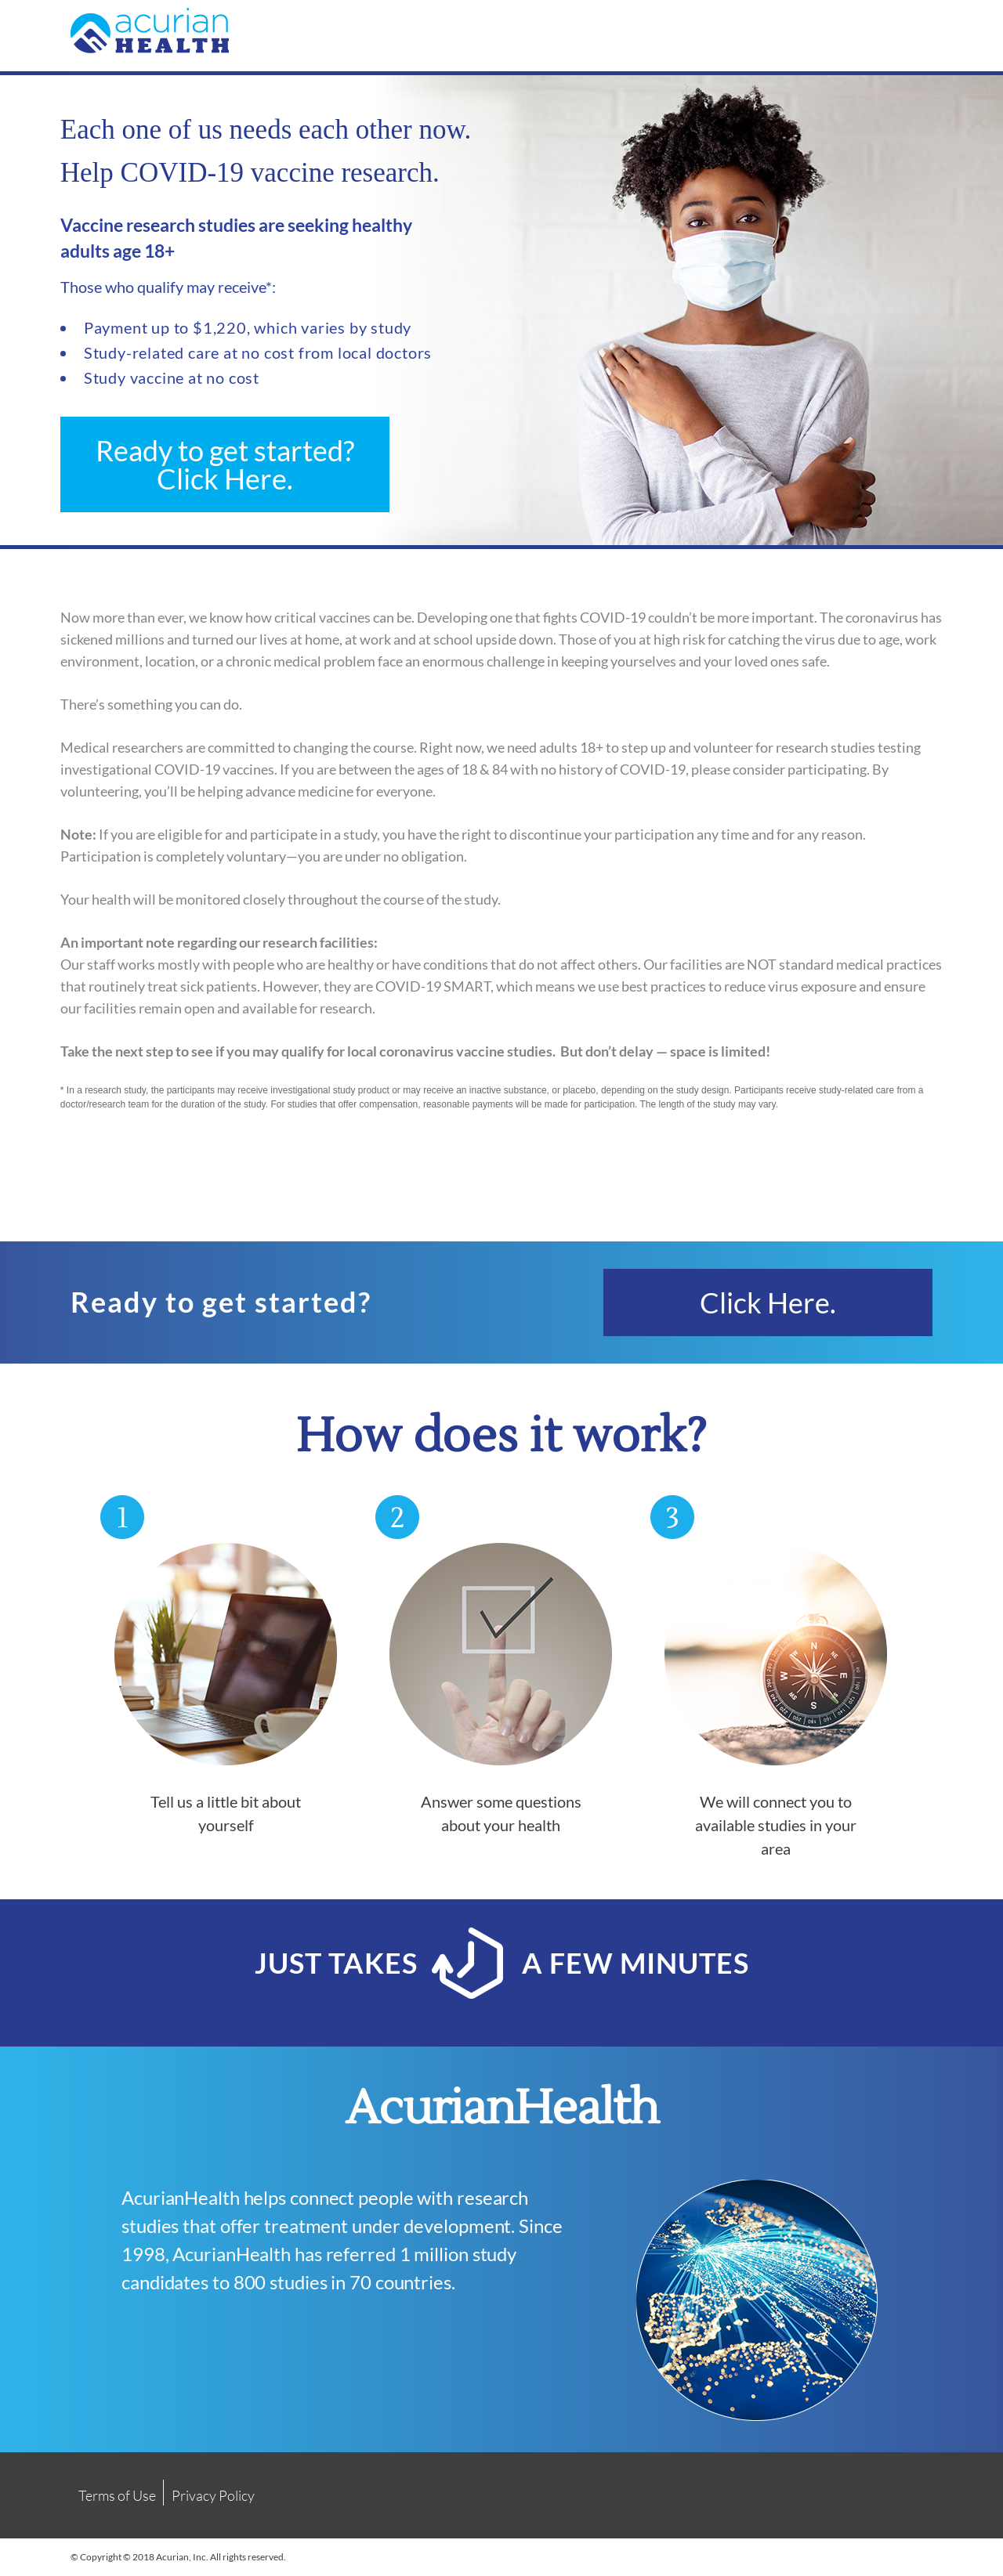 acurian
HEALTH
Each one of us needs each other now.
Help COVID-19 vaccine research.
Vaccine research studies are seeking healthy
adults age 18+
Those who qualify may receive*:
• Payment up to $1,220, which varies by study
• Study-related care at no cost from local doctors
• Study vaccine at no cost
Ready to get started?
Click Here.
Now more than ever, we know how critical vaccines can be. Developing one that fights COVID-19 couldn’t be more important. The coronavirus has
sickened millions and turned our lives at home, at work and at school upside down. Those of you at high risk for catching the virus due to age, work
environment, location, or a chronic medical problem face an enormous challenge in keeping yourselves and your loved ones safe.
There’s something you can do.
Medical researchers are committed to changing the course. Right now, we need adults 18+ to step up and volunteer for research studies testing
investigational COVID-19 vaccines. If you are between the ages of 18 & 84 with no history of COVID-19, please consider participating. By
volunteering, you’ll be helping advance medicine for everyone.
Note: If you are eligible for and participate in a study, you have the right to discontinue your participation any time and for any reason.
Participation is completely voluntary—you are under no obligation.
Your health will be monitored closely throughout the course of the study.
An important note regarding our research facilities:
Our staff works mostly with people who are healthy or have conditions that do not affect others. Our facilities are NOT standard medical practices
that routinely treat sick patients. However, they are COVID-19 SMART, which means we use best practices to reduce virus exposure and ensure
our facilities remain open and available for research.
Take the next step to see if you may qualify for local coronavirus vaccine studies. But don’t delay — space is limited!
* In a research study, the participants may receive investigational study product or may receive an inactive substance, or placebo, depending on the study design. Participants receive study-related care from a
doctor/research team for the duration of the study. For studies that offer compensation, reasonable payments will be made for participation. The length of the study may vary.
Ready to get started?
Click Here.
How does it work?
1
2
3
N
NE
E
S
W
Tell us a little bit about
yourself
Answer some questions
about your health
We will connect you to
available studies in your
area
JUST TAKES A FEW MINUTES
AcurianHealth
AcurianHealth helps connect people with research
studies that offer treatment under development. Since
1998, AcurianHealth has referred 1 million study
candidates to 800 studies in 70 countries.
Terms of Use
Privacy Policy
© Copyright © 2018 Acurian, Inc. All rights reserved.